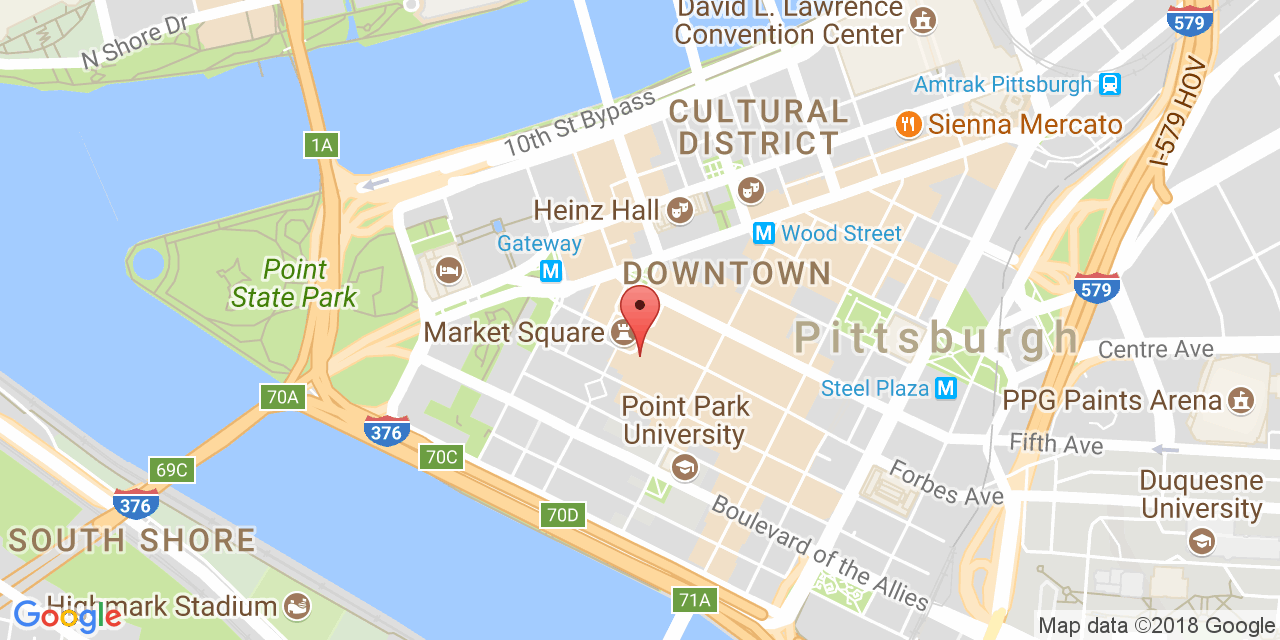 David L. Lawrence
Convention Center
579
N Shore Dr
Amtrak Pittsburgh
I-579 HOV
10th St Bypass
CULTURAL
DISTRICT
Sienna Mercato
1A
Heinz Hall
Gateway
M
M
Wood Street
Point
State Park
DOWNTOWN
579
Market Square
Pittsburgh
Centre Ave
Steel Plaza
M
70A
PPG Paints Arena
Point Park
University
376
Fifth Ave
70C
69C
Forbes Ave
Duquesne
University
376
70D
Boulevard of the Allies
SOUTH SHORE
71A
Highmark Stadium
Google
Map data ©2018 Google